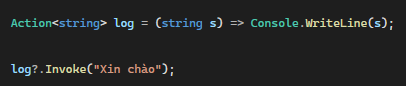 Action<string> log = (string s) => Console.WriteLine(s);
log?.Invoke("Xin chào");